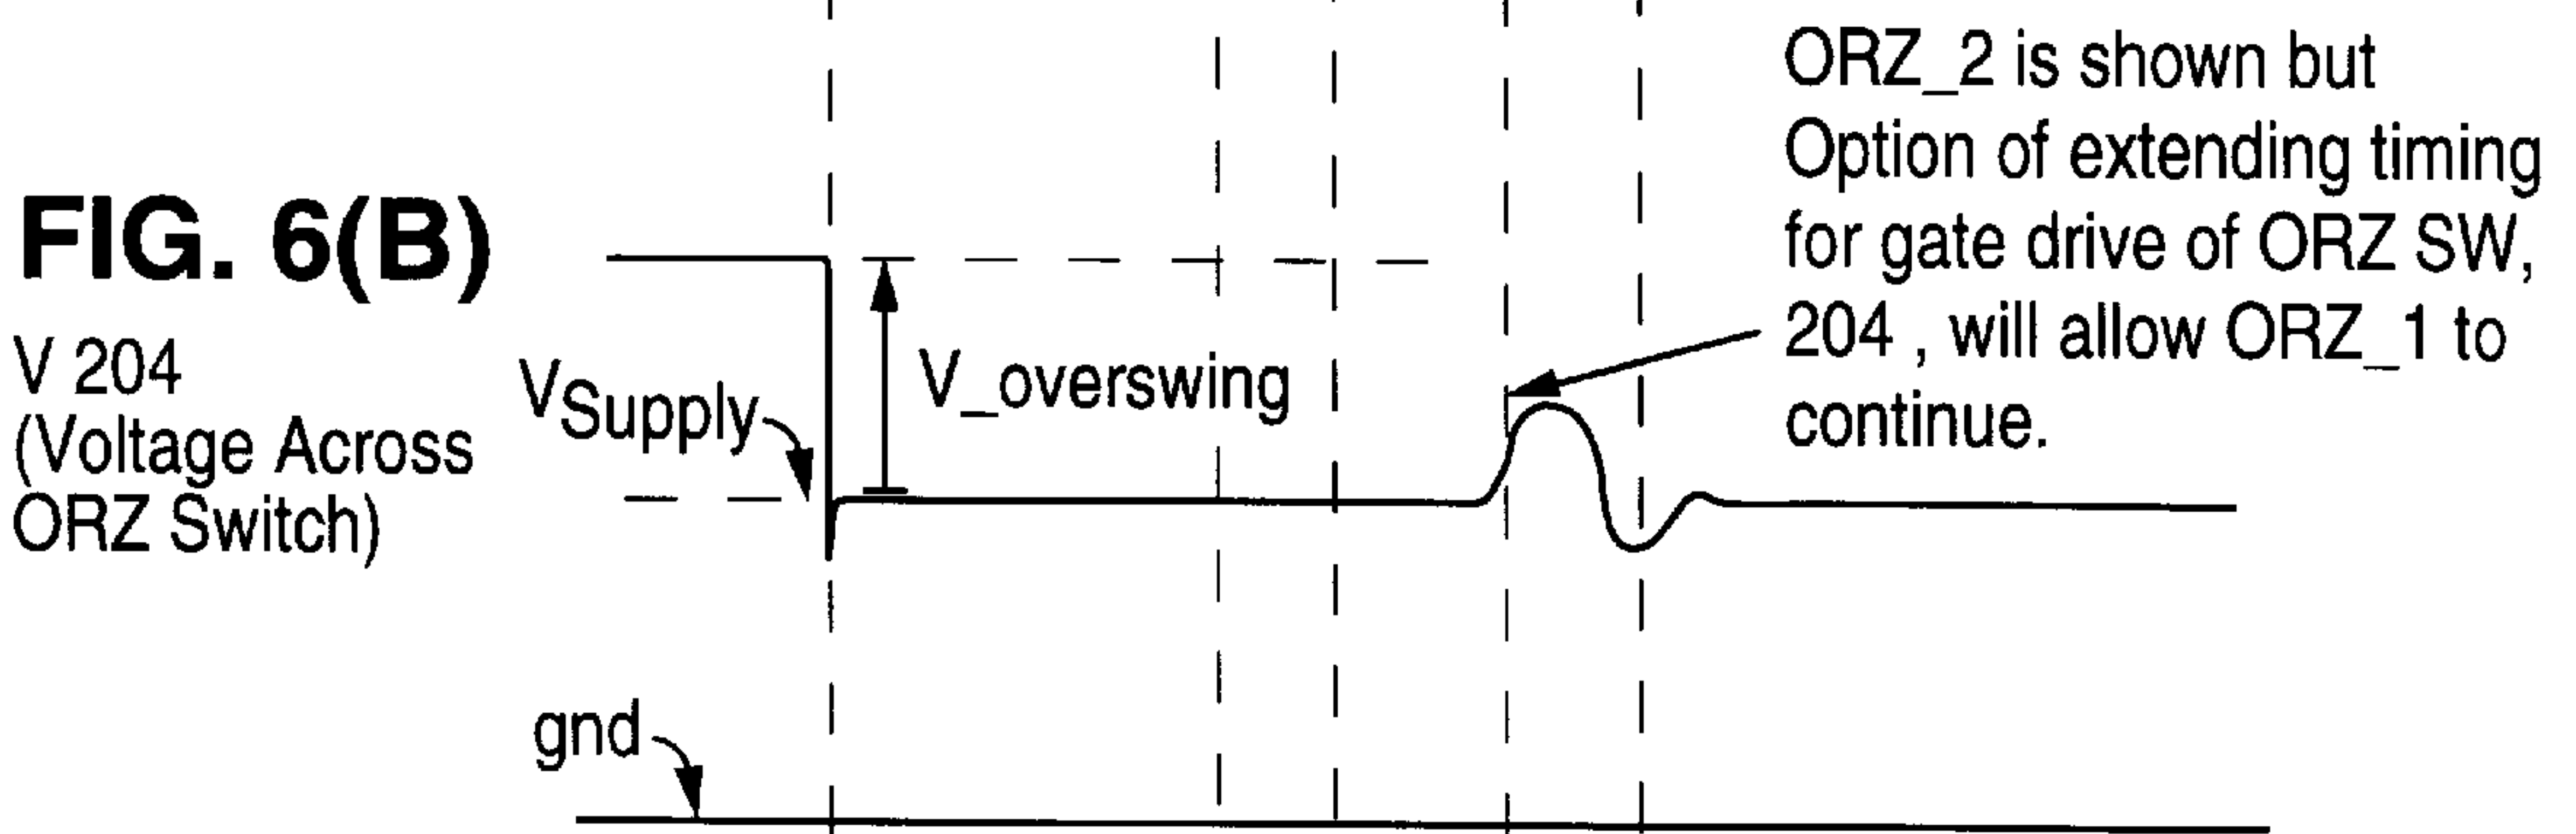 FIG. 6(B)
V 204
(Voltage Across
ORZ Switch)
VSupply
V_overswing
gnd
ORZ_2 is shown but
Option of extending timing
for gate drive of ORZ SW,
204 , will allow ORZ_1 to
continue.